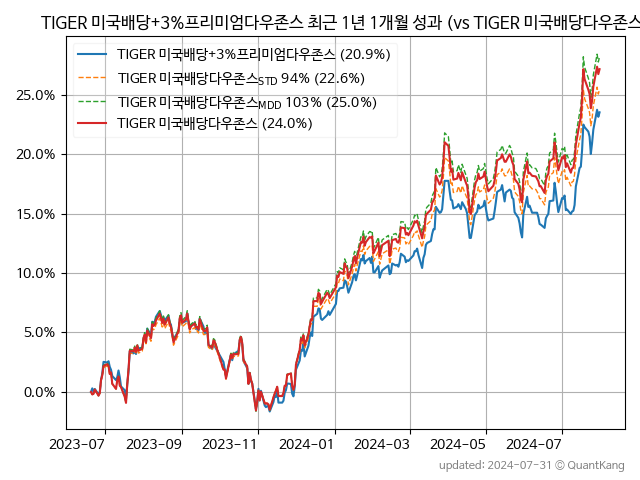 TIGER 미국배당+3%프리미엄다우존스 최근 1년 1개월 성과 (vs TIGER 미국배당다우존스
TIGER 미국배당+3%프리미엄다우존스 (20.9%)
TIGER 미국배당다우존스STD 94% (22.6%)
TIGER 미국배당다우존스MDD 103% (25.0%)
TIGER 미국배당다우존스 (24.0%)
25.0%
20.0%
15.0%
10.0%
5.0%
0.0%
2023-07 2023-09 2023-11 2024-01 2024-03 2024-05 2024-07
updated: 2024-07-31 © QuantKang